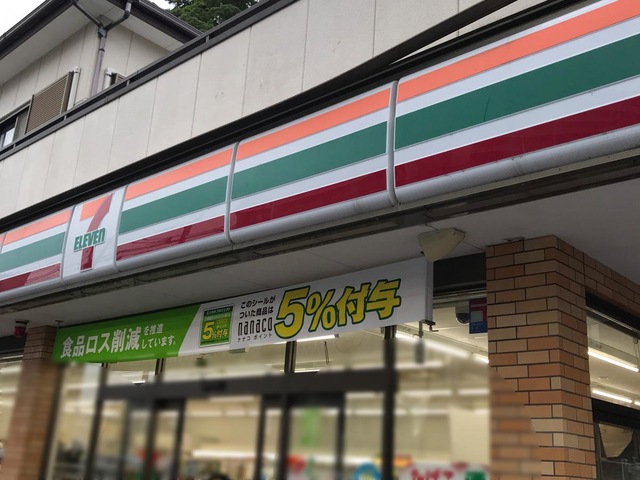 7
ELEVEN
食品ロス削減を推進
しています。
5%付与
このシールが
ついた商品は
nanaco
ナナコ ポイント
5%付与